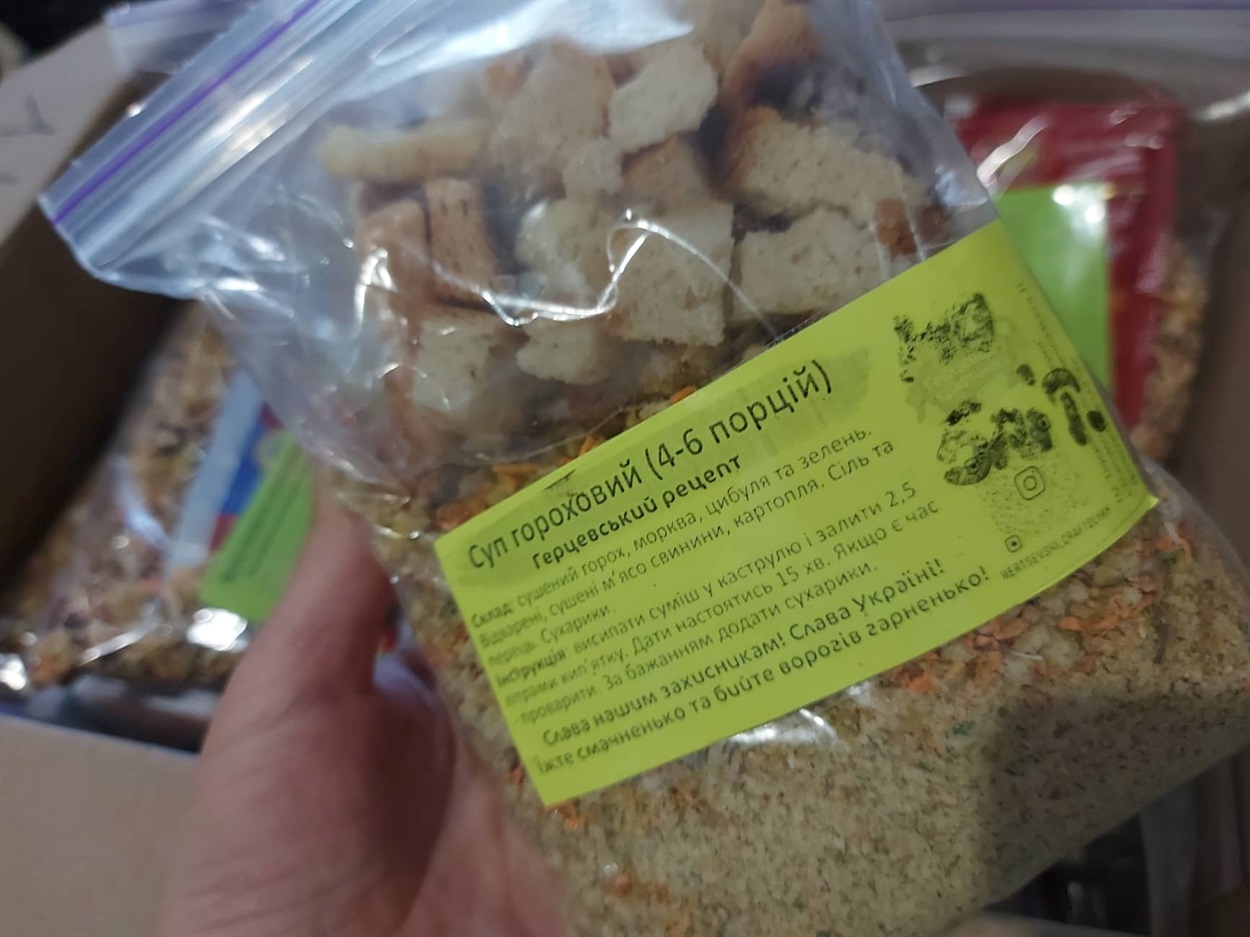 Суп гороховий (4-6 порцій)
Герцевський рецепт
Склад: сушений горох, морква, цибуля та зелень.
Відварені, сушені м'ясо свинини, картопля. Сіль та
перець. Сухарики.
Інструкція: висипати суміш у каструлю і залити 2,5
літрами кип'ятку. Дати настоятись 15 хв. Якщо є час
проварити. За бажанням додати сухарики.
Слава нашим захисникам! Слава Україні!
Їжте смачненько та бийте ворогів гарненько!